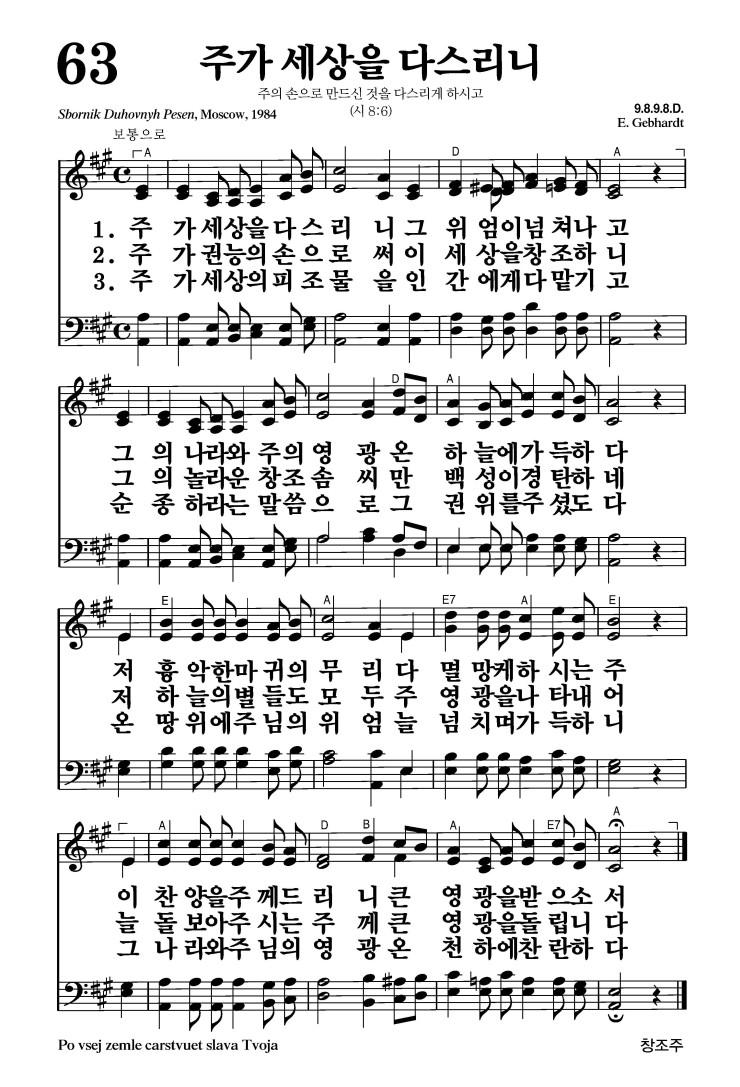 63
주가 세상을 다스리니
주의 손으로 만드신 것을 다스리게 하시고
(시 8:6)
Sbornik Duhovnyh Pesen, Moscow, 1984
9.8.9.8.D.
E. Gebhardt
보통으로
A D A
1. 주 가 세상을 다 스 리 니 그 위 엄이넘 쳐나 고
2. 주 가 권능의 손 으 로 써 이 세 상을창 조하 니
3. 주 가 세상의 피 조 물 을 인 간 에게다 맡기 고
D A
그 의 나라와 주의 영 광 온 하 늘에가 득하 다
그 의 놀라운 창조 솜 씨 만 백 성이경 탄하 네
순 종 하라는 말씀 으 로 그 권 위를주 셨도 다
E A E7 A E
저 흉 악한마 귀의 무 리 다 멸 망케하 시는 주
저 하 늘의별 들도 모 두 주 영 광을나 타내 어
온 땅 위에주 님의 위 엄 늘 넘 치며가 득하 니
A D B A E7 A
이 찬 양을주 께드 리 니 큰 영 광을받 으소 서
늘 돌 보아주 시는 주 께 큰 영 광을돌 립니 다
그 나 라와주 님의 영 광 온 천 하에찬 란하 다
Po vsej zemle carstvuet slava Tvoja
창조주